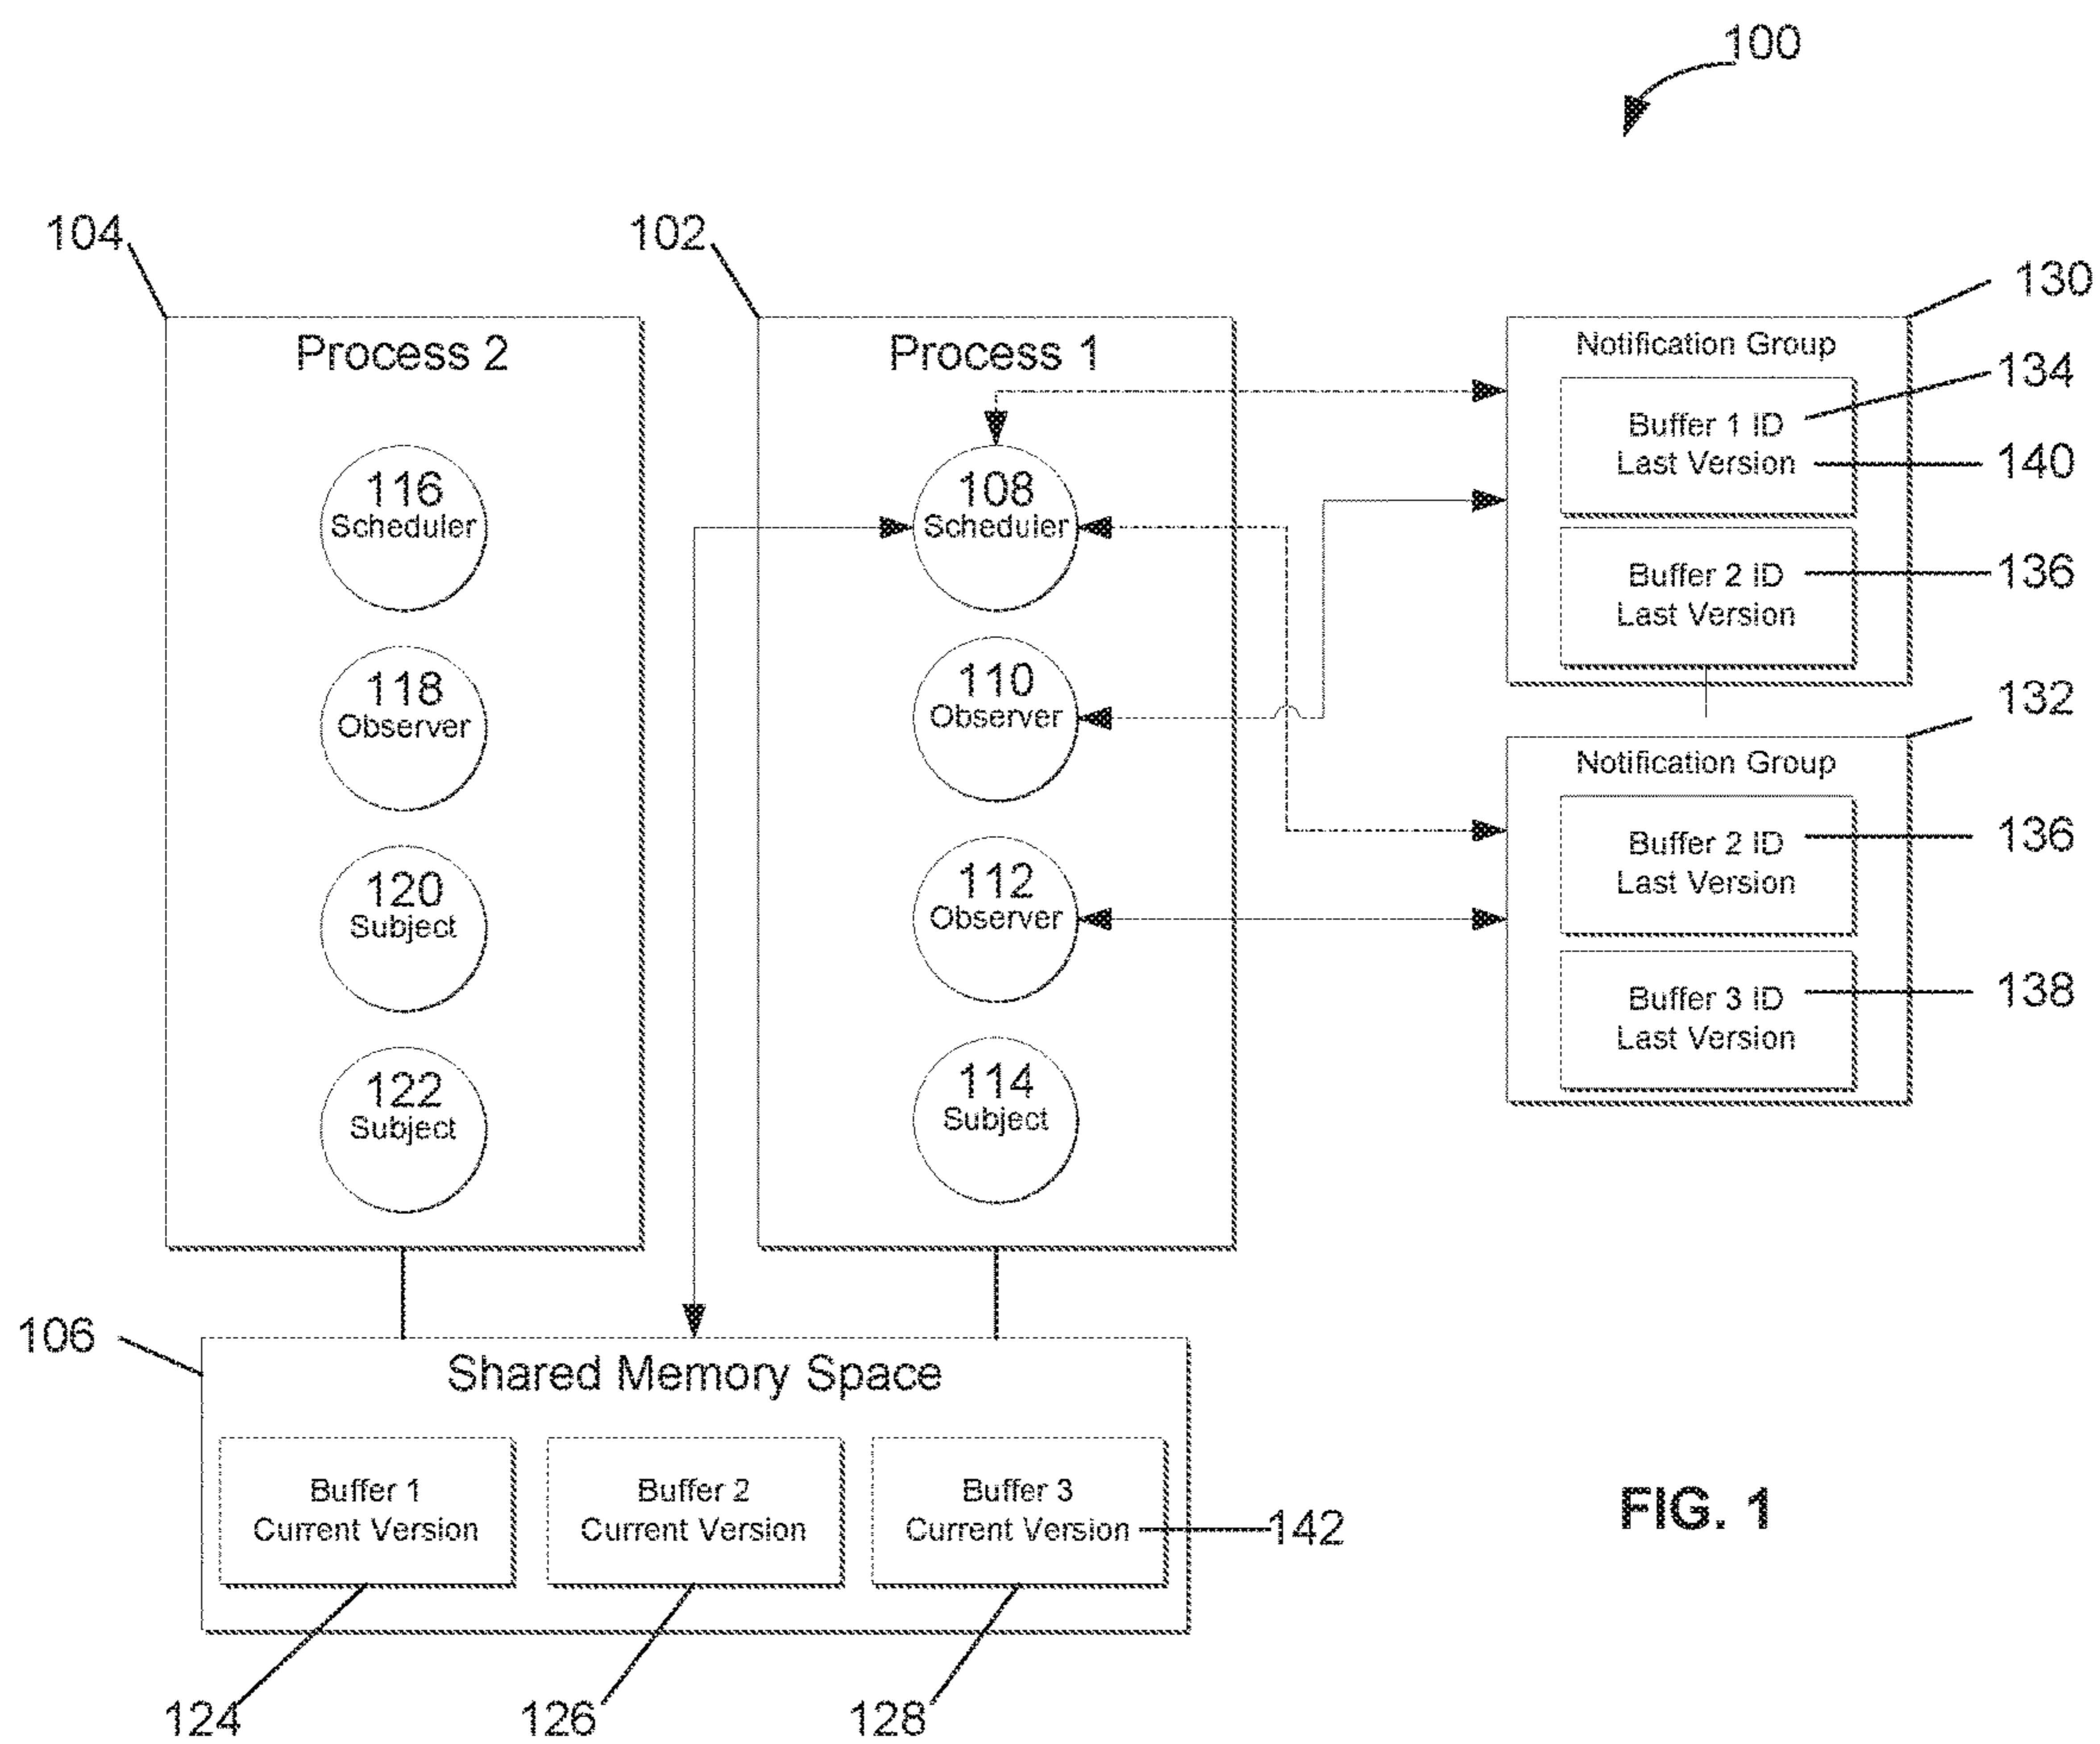 100
104
102
130
Process 2
Process 1
Notification Group
134
Buffer 1 ID
Last Version
140
116
Scheduler
108
Scheduler
Buffer 2 ID
Last Version
136
118
Observer
110
Observer
132
Notification Group
Buffer 2 ID
Last Version
136
120
Subject
112
Observer
Buffer 3 ID
Last Version
138
122
Subject
114
Subject
106
Shared Memory Space
Buffer 1
Current Version
Buffer 2
Current Version
Buffer 3
Current Version
142
FIG. 1
124
126
128